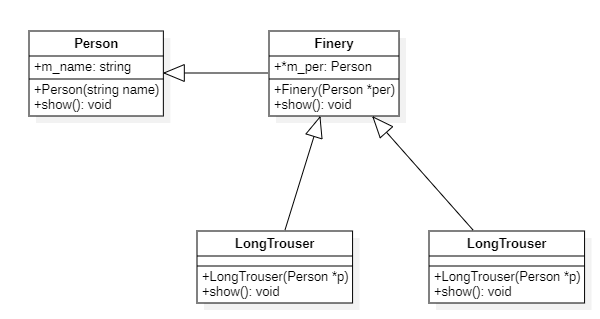 Person
+m_name: string
+Person(string name)
+show(): void
Finery
+*m_per: Person
+Finery(Person *per)
+show(): void
LongTrouser
+LongTrouser(Person *p)
+show(): void
LongTrouser
+LongTrouser(Person *p)
+show(): void